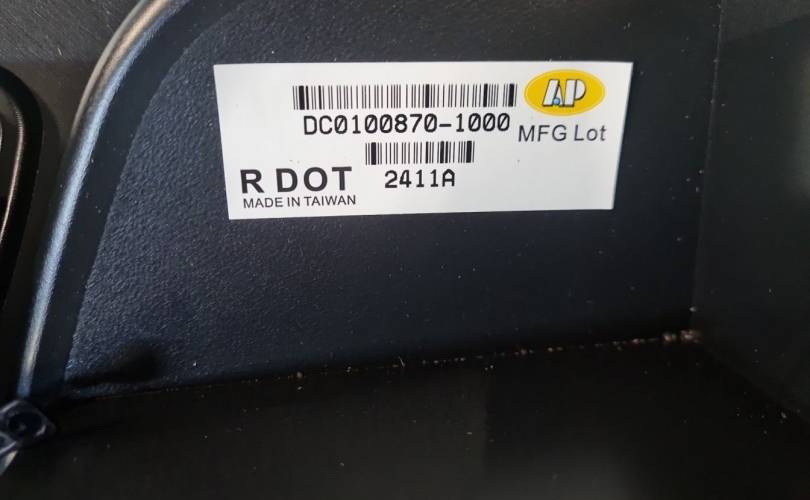 AP
DC0100870-1000
MFG Lot
R DOT 2411A
MADE IN TAIWAN